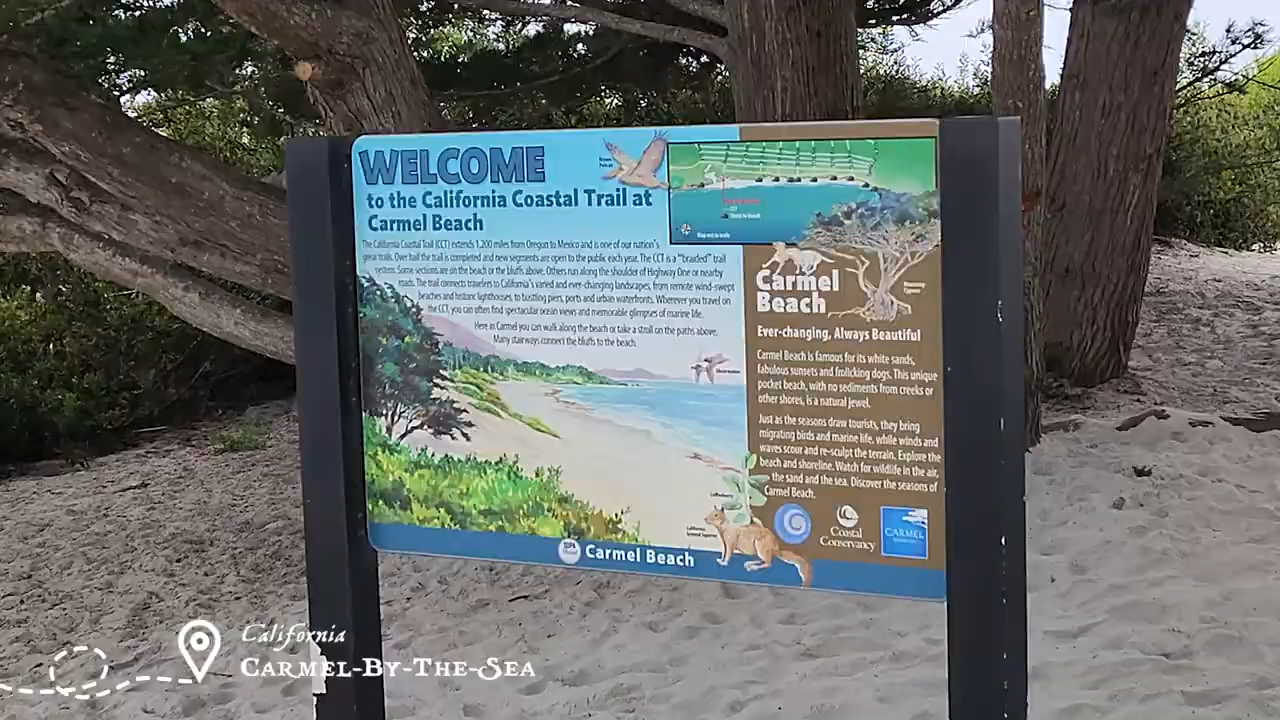 WELCOME
to the California Coastal Trail at
Carmel Beach
The California Coastal Trail (CCT) extends 1,200 miles from Oregon to Mexico and is one of our nation's
great trails. Over half the trail is completed and new segments are open to the public each year. The CCT is a "braided" trail
system. Some sections are on the beach or the bluffs above. Others run along the shoulder of Highway One or nearby
roads. The trail connects travelers to California's varied and ever-changing landscapes, from remote wind-swept
beaches and historic lighthouses, to bustling piers, ports and urban waterfronts. Wherever you travel on
the CCT, you can often find spectacular ocean views and memorable glimpses of marine life.
Here in Carmel you can walk along the beach or take a stroll on the paths above.
Many stairways connect the bluffs to the beach.
Brown
Pelican
Carmel
Beach
Ever-changing, Always Beautiful
Carmel Beach is famous for its white sands,
fabulous sunsets and frolicking dogs. This unique
pocket beach, with no sediments from creeks or
other shores, is a natural jewel.
Just as the seasons draw tourists, they bring
migrating birds and marine life, while winds and
waves scour and re-sculpt the terrain. Explore the
beach and shoreline. Watch for wildlife in the air,
the sand and the sea. Discover the seasons of
Carmel Beach.
California
Ground Squirrel
Coastal
Conservancy
CARMEL
Carmel Beach
California
Carmel-By-The-Sea